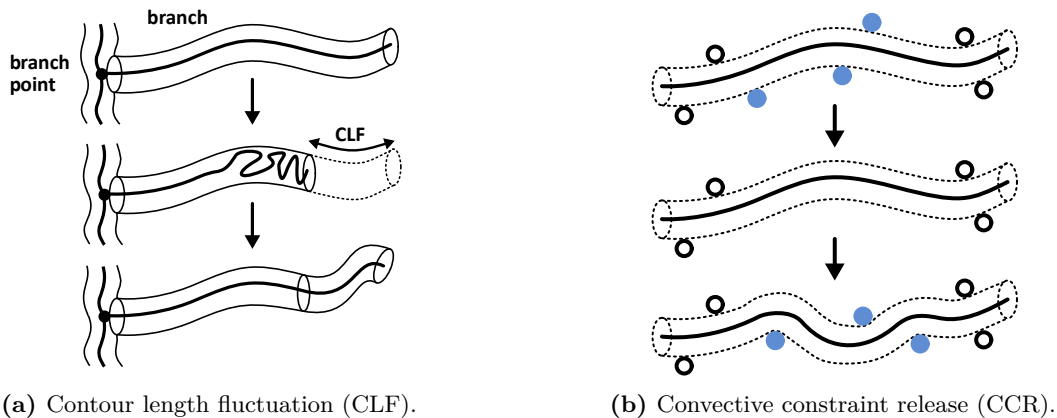 branch
branch
point
CLF
(a) Contour length fluctuation (CLF).
(b) Convective constraint release (CCR).